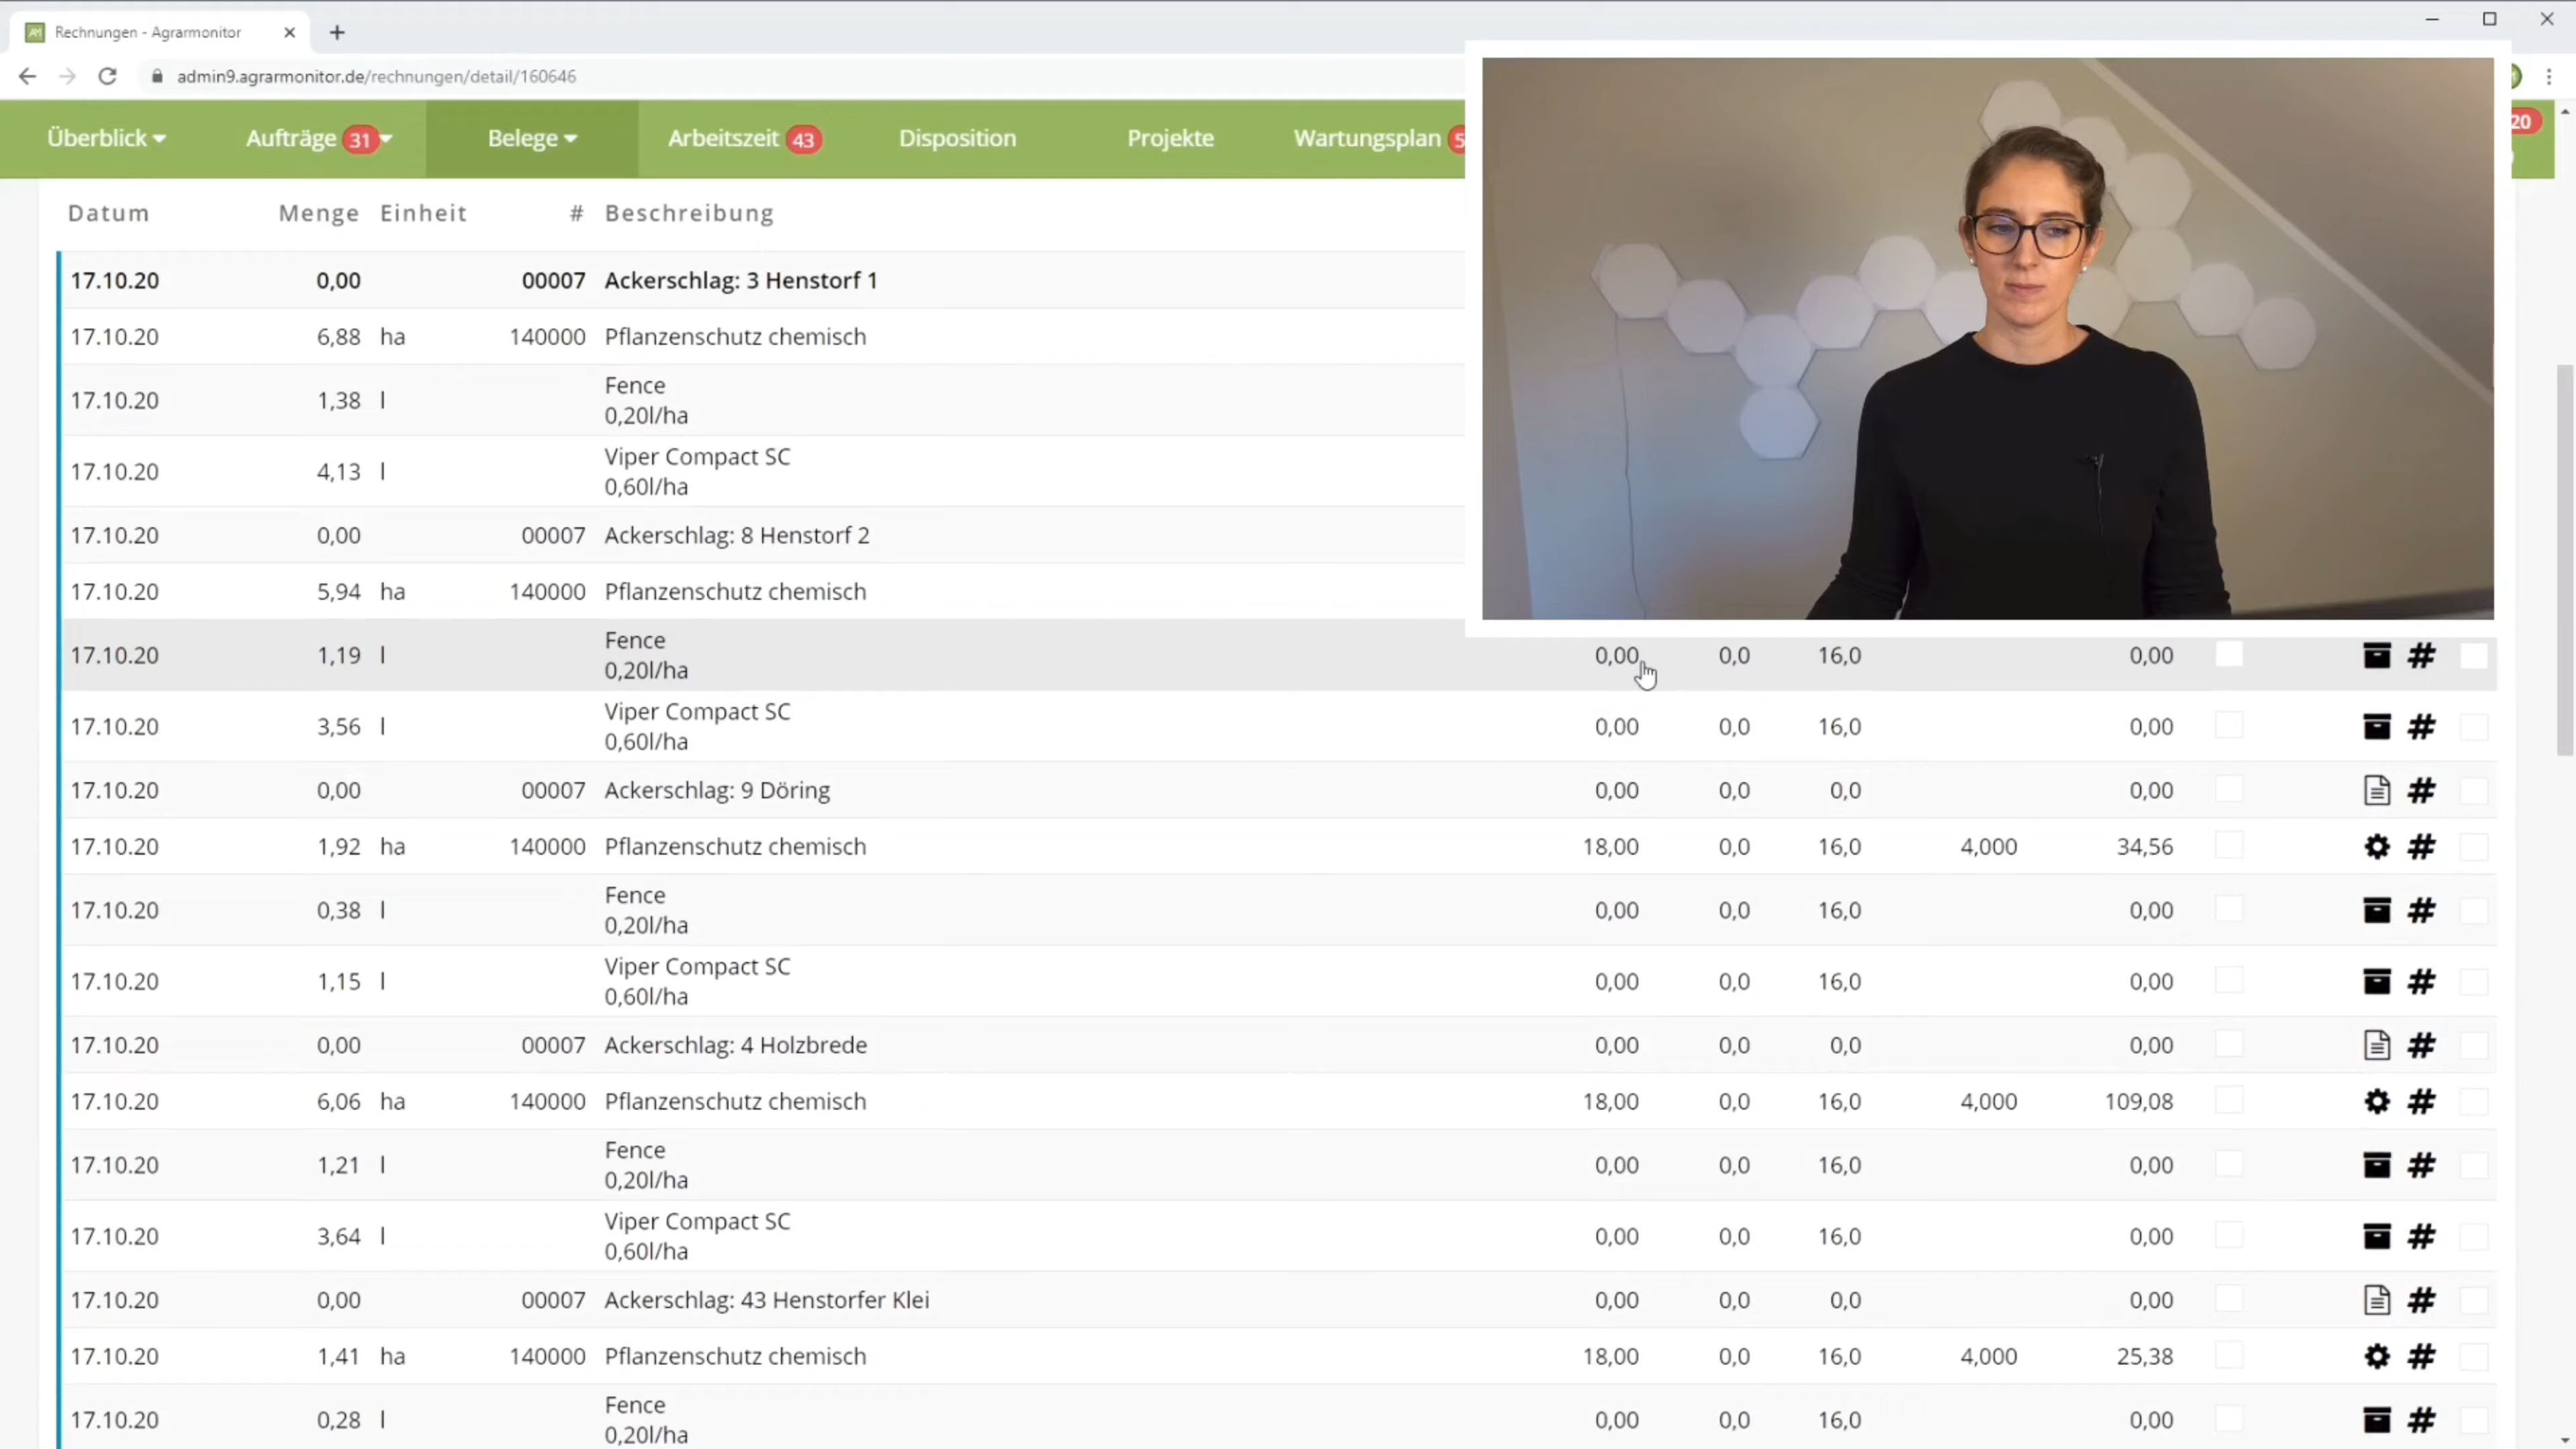 Rechnungen - Agrarmonitor
admin9.agrarmonitor.de/rechnungen/detail/160646
Überblick Aufträge 31 Belege Arbeitszeit 43 Disposition Projekte Wartungsplan 5 20
Datum Menge Einheit # Beschreibung
17.10.20 0,00 00007 Ackerschlag: 3 Henstorf 1
17.10.20 6,88 ha 140000 Pflanzenschutz chemisch
17.10.20 1,38 l Fence
0,20l/ha
17.10.20 4,13 l Viper Compact SC
0,60l/ha
17.10.20 0,00 00007 Ackerschlag: 8 Henstorf 2
17.10.20 5,94 ha 140000 Pflanzenschutz chemisch
17.10.20 1,19 l Fence 0,00 0,0 16,0 0,00 #
0,20l/ha
17.10.20 3,56 l Viper Compact SC 0,00 0,0 16,0 0,00 #
0,60l/ha
17.10.20 0,00 00007 Ackerschlag: 9 Döring 0,00 0,0 0,0 0,00 #
17.10.20 1,92 ha 140000 Pflanzenschutz chemisch 18,00 0,0 16,0 4,000 34,56 #
17.10.20 0,38 l Fence 0,00 0,0 16,0 0,00 #
0,20l/ha
17.10.20 1,15 l Viper Compact SC 0,00 0,0 16,0 0,00 #
0,60l/ha
17.10.20 0,00 00007 Ackerschlag: 4 Holzbrede 0,00 0,0 0,0 0,00 #
17.10.20 6,06 ha 140000 Pflanzenschutz chemisch 18,00 0,0 16,0 4,000 109,08 #
17.10.20 1,21 l Fence 0,00 0,0 16,0 0,00 #
0,20l/ha
17.10.20 3,64 l Viper Compact SC 0,00 0,0 16,0 0,00 #
0,60l/ha
17.10.20 0,00 00007 Ackerschlag: 43 Henstorfer Klei 0,00 0,0 0,0 0,00 #
17.10.20 1,41 ha 140000 Pflanzenschutz chemisch 18,00 0,0 16,0 4,000 25,38 #
17.10.20 0,28 l Fence 0,00 0,0 16,0 0,00 #
0,20l/ha